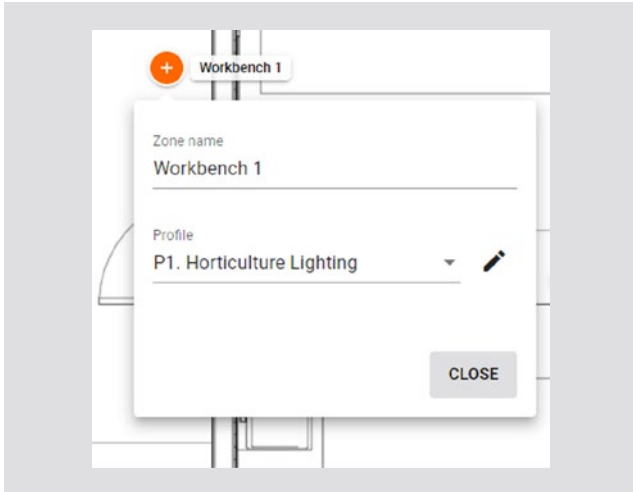 Workbench 1
Zone name
Workbench 1
Profile
P1. Horticulture Lighting
CLOSE